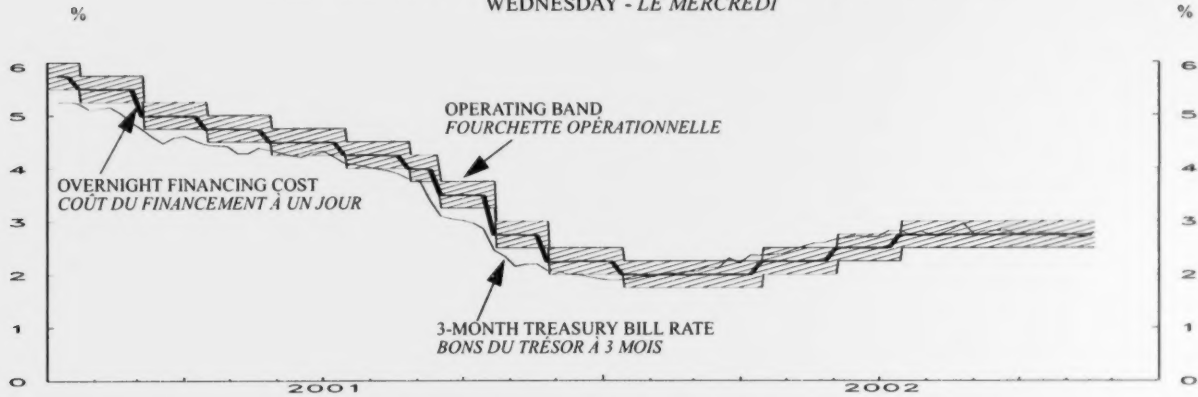 WEDNESDAY - LE MERCREDI
% %
6 6
5 5
4 4
3 3
2 2
1 1
0 0
OPERATING BAND
FOURCHETTE OPÉRATIONNELLE
OVERNIGHT FINANCING COST
COÛT DU FINANCEMENT À UN JOUR
3-MONTH TREASURY BILL RATE
BONS DU TRÉSOR À 3 MOIS
2001 2002